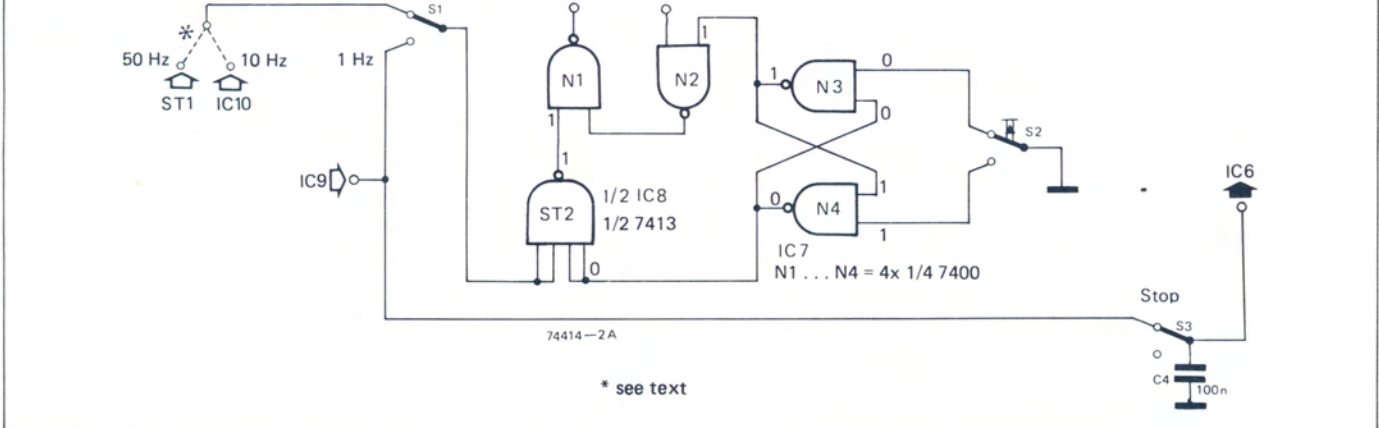 S1
*
50 Hz
10 Hz
1 Hz
ST1
IC10
N1
N2
1
1
N3
0
0
S2
1
1
IC9
ST2
1/2 IC8
1/2 7413
0
1
0
N4
1
IC7
N1 . . . N4 = 4x 1/4 7400
IC6
Stop
S3
74414—2A
C4
100n
* see text